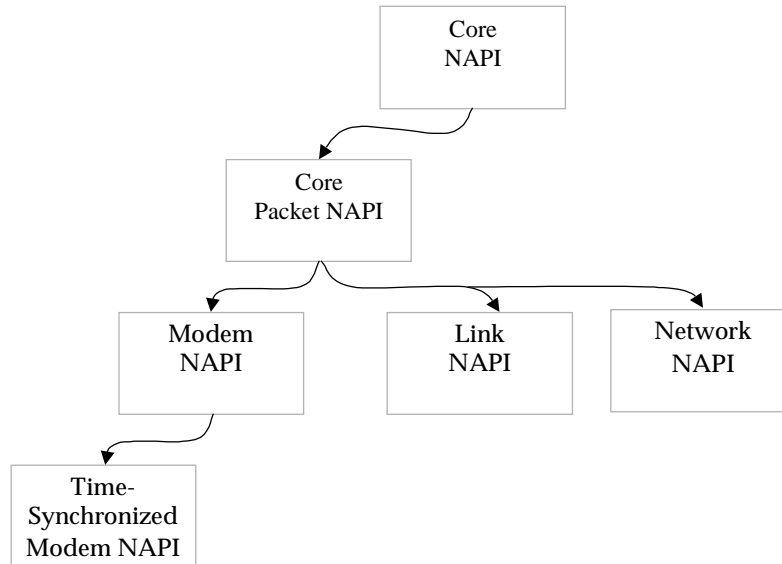 Core
NAPI
Core
Packet NAPI
Modem
NAPI
Link
NAPI
Network
NAPI
Time-
Synchronized
Modem NAPI